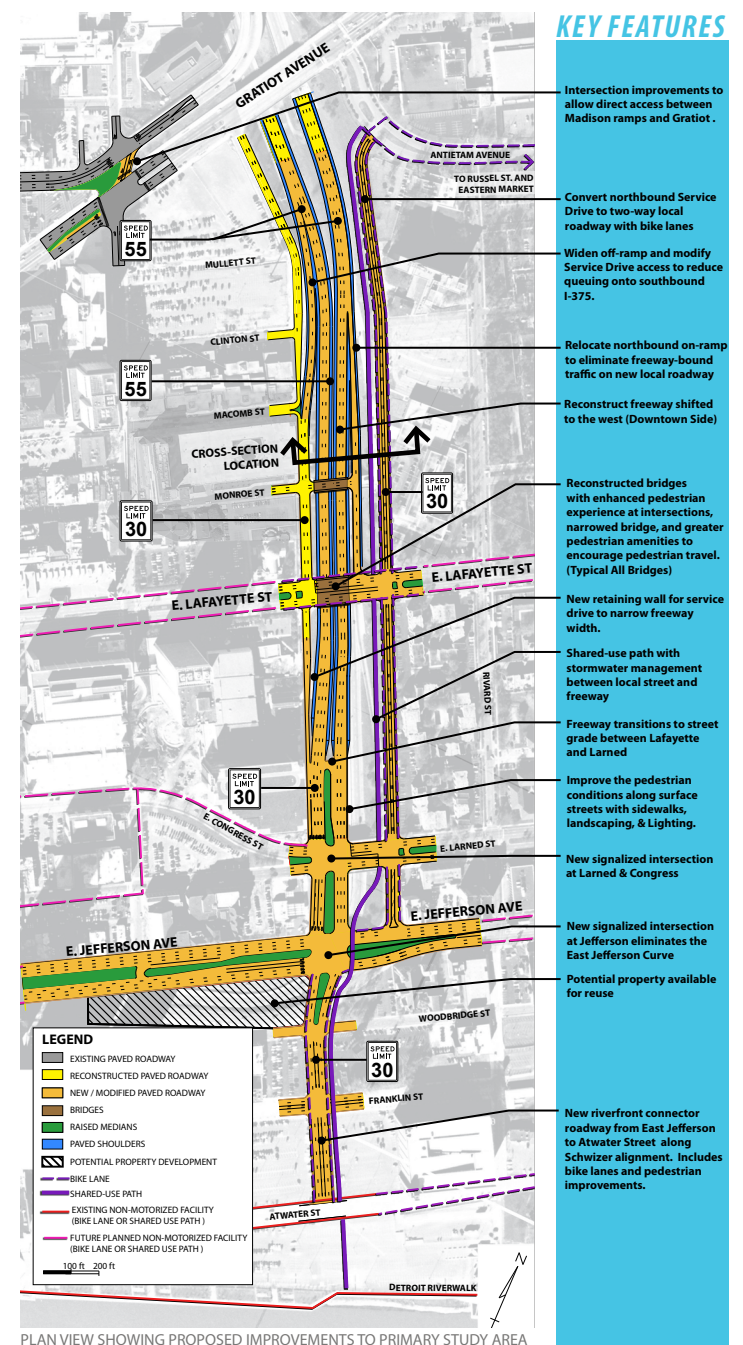 KEY FEATURES
GRATIOT AVENUE
Intersection improvements to
allow direct access between
Madison ramps and Gratiot .
ANTIETAM AVENUE
TO RUSSEL ST. AND
EASTERN MARKET
Convert northbound Service
Drive to two-way local
roadway with bike lanes
SPEED
LIMIT
55
MULLETT ST
Widen off-ramp and modify
Service Drive access to reduce
queuing onto southbound
I-375.
CLINTON ST
Relocate northbound on-ramp
to eliminate freeway-bound
traffic on new local roadway
SPEED
LIMIT
55
MACOMB ST
Reconstruct freeway shifted
to the west (Downtown Side)
CROSS-SECTION
LOCATION
MONROE ST
SPEED
LIMIT
30
SPEED
LIMIT
30
Reconstructed bridges
with enhanced pedestrian
experience at intersections,
narrowed bridge, and greater
pedestrian amenities to
encourage pedestrian travel.
(Typical All Bridges)
E. LAFAYETTE ST
E. LAFAYETTE ST
New retaining wall for service
drive to narrow freeway
width.
Shared-use path with
stormwater management
between local street and
freeway
RIVARD ST
Freeway transitions to street
grade between Lafayette
and Larned
SPEED
LIMIT
30
Improve the pedestrian
conditions along surface
streets with sidewalks,
landscaping, & Lighting.
E. CONGRESS ST
E. LARNED ST
New signalized intersection
at Larned & Congress
E. JEFFERSON AVE
E. JEFFERSON AVE
New signalized intersection
at Jefferson eliminates the
East Jefferson Curve
Potential property available
for reuse
WOODBRIDGE ST
SPEED
LIMIT
30
FRANKLIN ST
New riverfront connector
roadway from East Jefferson
to Atwater Street along
Schwizer alignment. Includes
bike lanes and pedestrian
improvements.
ATWATER ST
DETROIT RIVERWALK
N
LEGEND
EXISTING PAVED ROADWAY
RECONSTRUCTED PAVED ROADWAY
NEW / MODIFIED PAVED ROADWAY
BRIDGES
RAISED MEDIANS
PAVED SHOULDERS
POTENTIAL PROPERTY DEVELOPMENT
BIKE LANE
SHARED-USE PATH
EXISTING NON-MOTORIZED FACILITY
(BIKE LANE OR SHARED USE PATH )
FUTURE PLANNED NON-MOTORIZED FACILITY
(BIKE LANE OR SHARED USE PATH )
100 ft 200 ft
PLAN VIEW SHOWING PROPOSED IMPROVEMENTS TO PRIMARY STUDY AREA